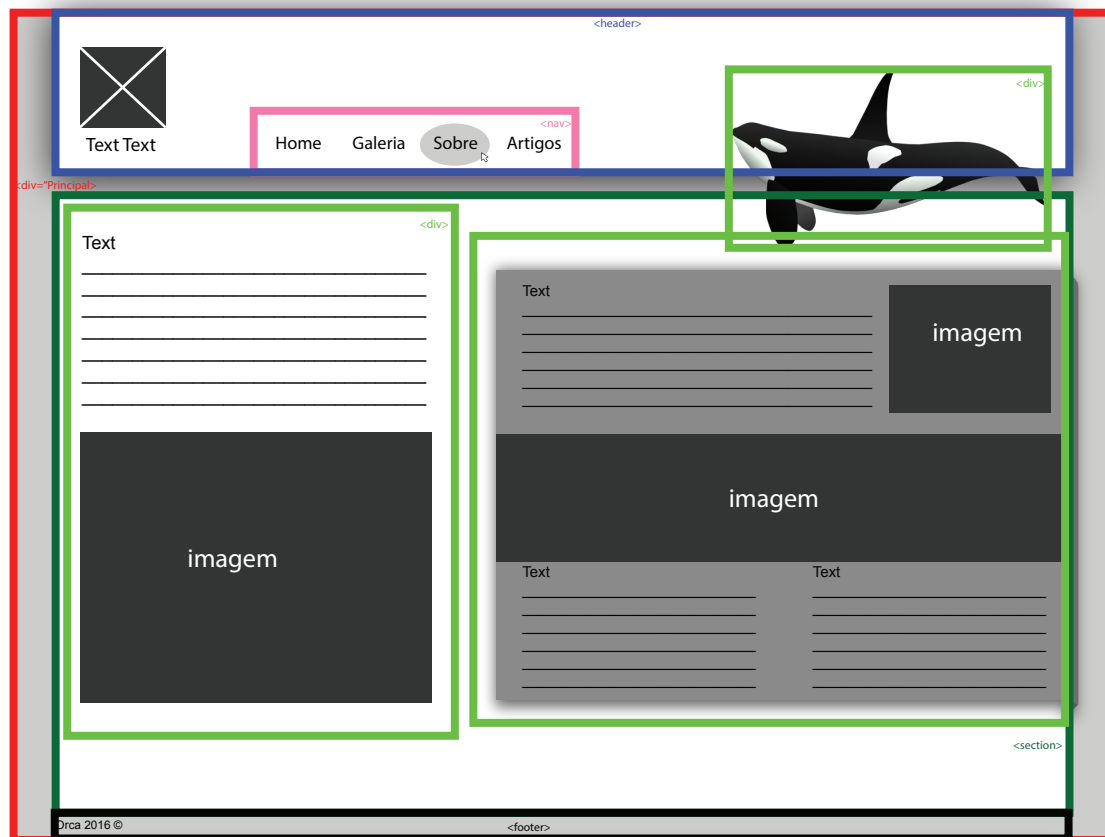 <header>
<div>
<nav>
Home Galeria Sobre Artigos
Text Text
<div="Principal>
<div>
Text
Text
imagem
imagem
imagem
Text Text
<section>
Orca 2016 ©
<footer>